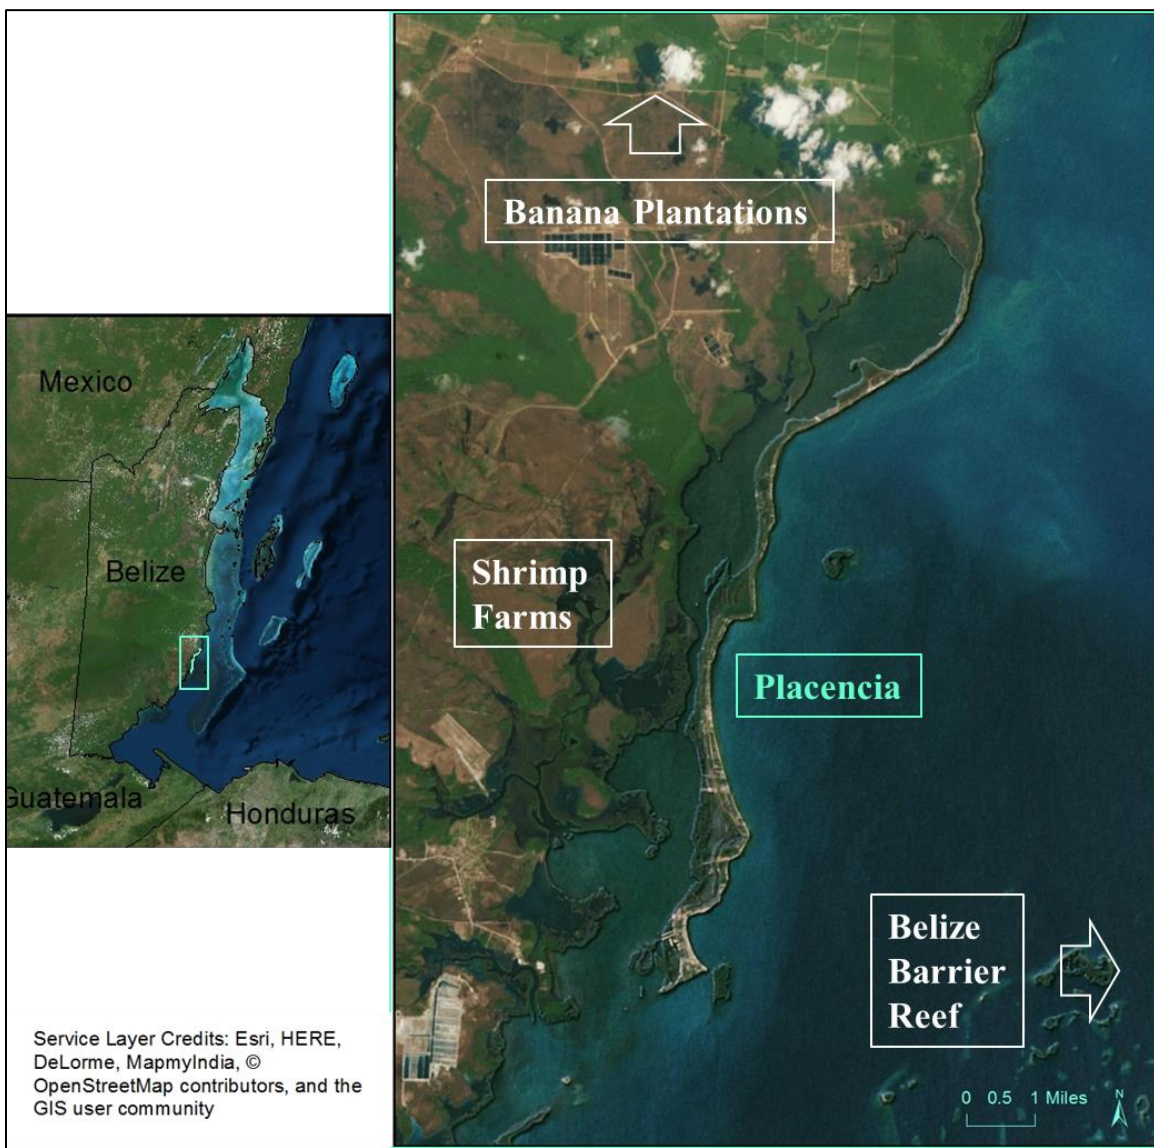 Banana Plantations
Mexico
Belize
Shrimp
Farms
Placencia
Guatemala
Honduras
Belize
Barrier
Reef
Service Layer Credits: Esri, HERE,
DeLorme, MapmyIndia, ©
OpenStreetMap contributors, and the
GIS user community
0 0.5 1 Miles
N